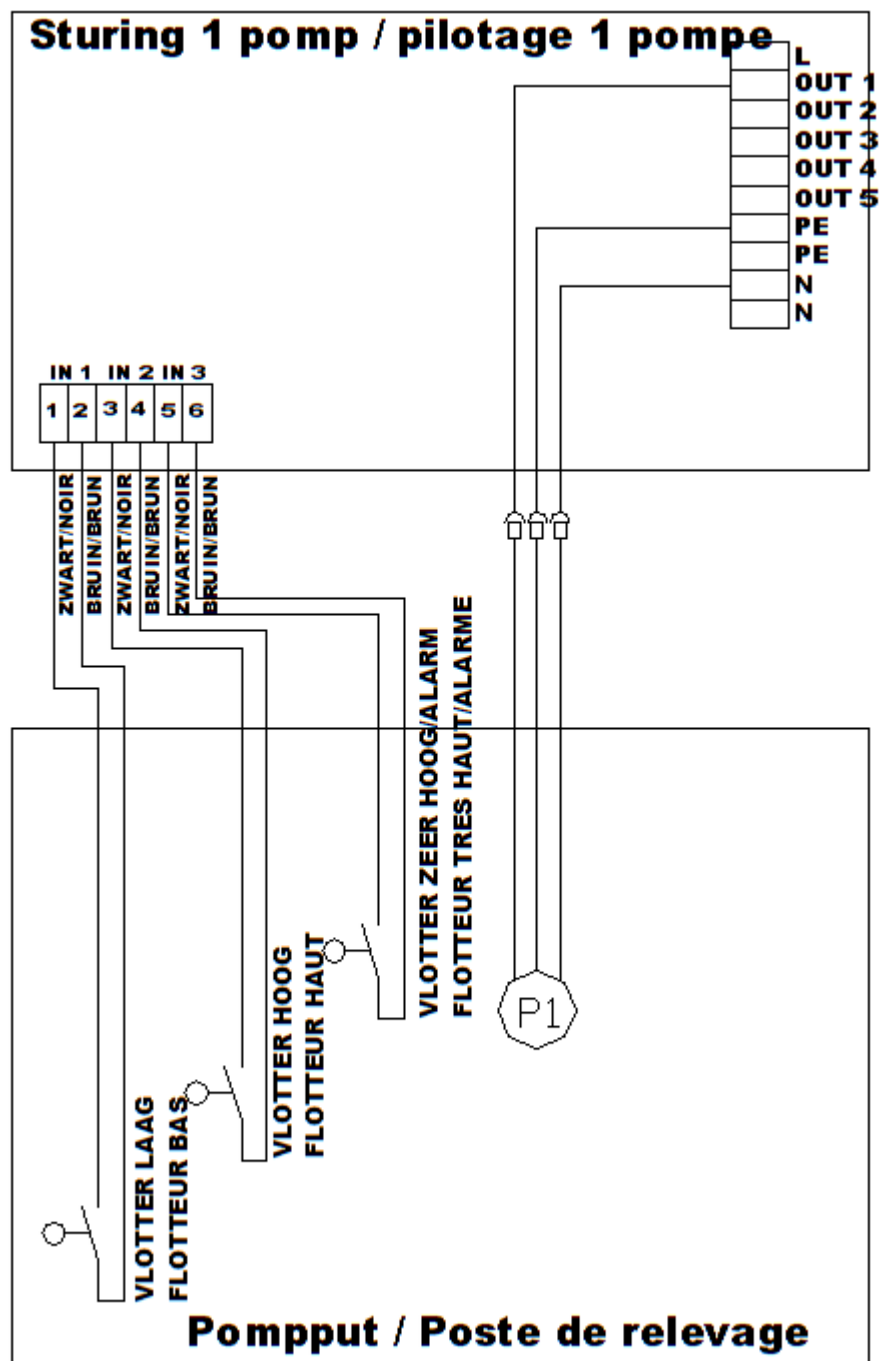 Sturing 1 pomp / pilotage 1 pompe
L
OUT 1
OUT 2
OUT 3
OUT 4
OUT 5
PE
PE
N
N
IN 1 IN 2 IN 3
1 2 3 4 5 6
ZWART/NOIR
BRUIN/BRUN
ZWART/NOIR
BRUIN/BRUN
ZWART/NOIR
BRUIN/BRUN
VLOTTER ZEER HOOG/ALARM
FLOTTEUR TRES HAUT/ALARME
VLOTTER HOOG
FLOTTEUR HAUT
VLOTTER LAAG
FLOTTEUR BAS
P1
Pompput / Poste de relevage